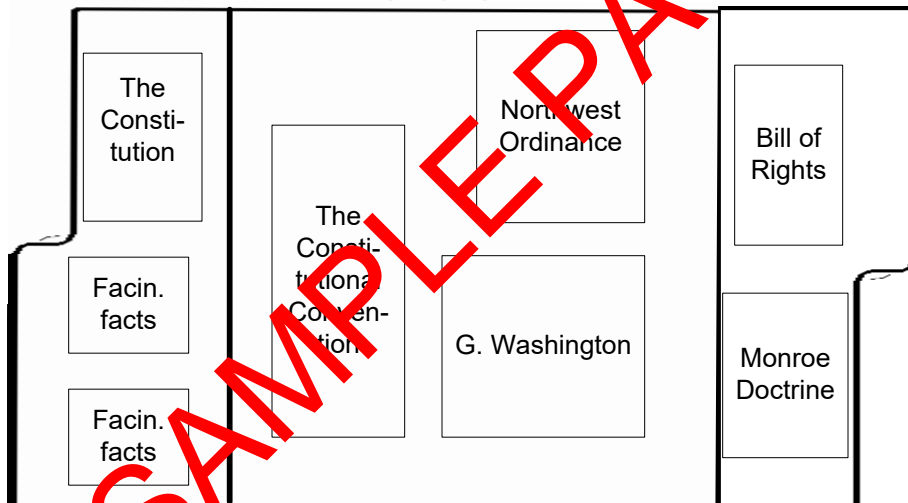 The
Consti-
tution
Facin.
facts
Facin.
facts
The
Consti-
tutional
Conven-
tion
Northwest
Ordinance
G. Washington
Bill of
Rights
Monroe
Doctrine
SAMPLE PA